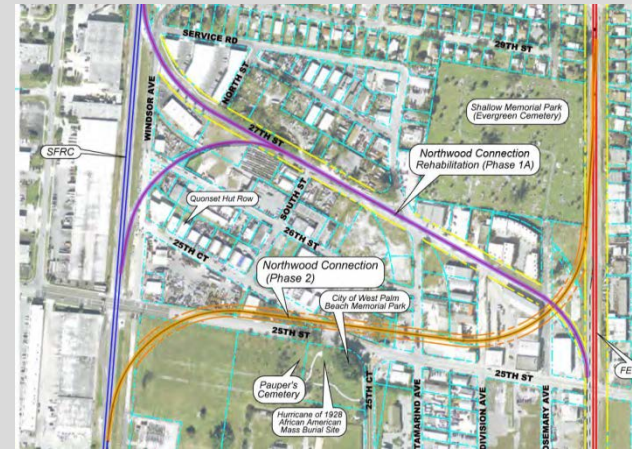 SERVICE RD
29TH ST
NORTH ST
WINDSOR AVE
Shallow Memorial Park
(Evergreen Cemetery)
27TH ST
SFRC
Northwood Connection
Rehabilitation (Phase 1A)
Quonset Hut Row
SOUTH ST
26TH ST
25TH CT
Northwood Connection
(Phase 2)
City of West Palm
Beach Memorial Park
25TH ST
Pauper's
Cemetery
25TH ST
FE
Hurricane of 1928
African American
Mass Burial Site
25TH CT
TAMARIND AVE
DIVISION AVE
OSEMARY AVE